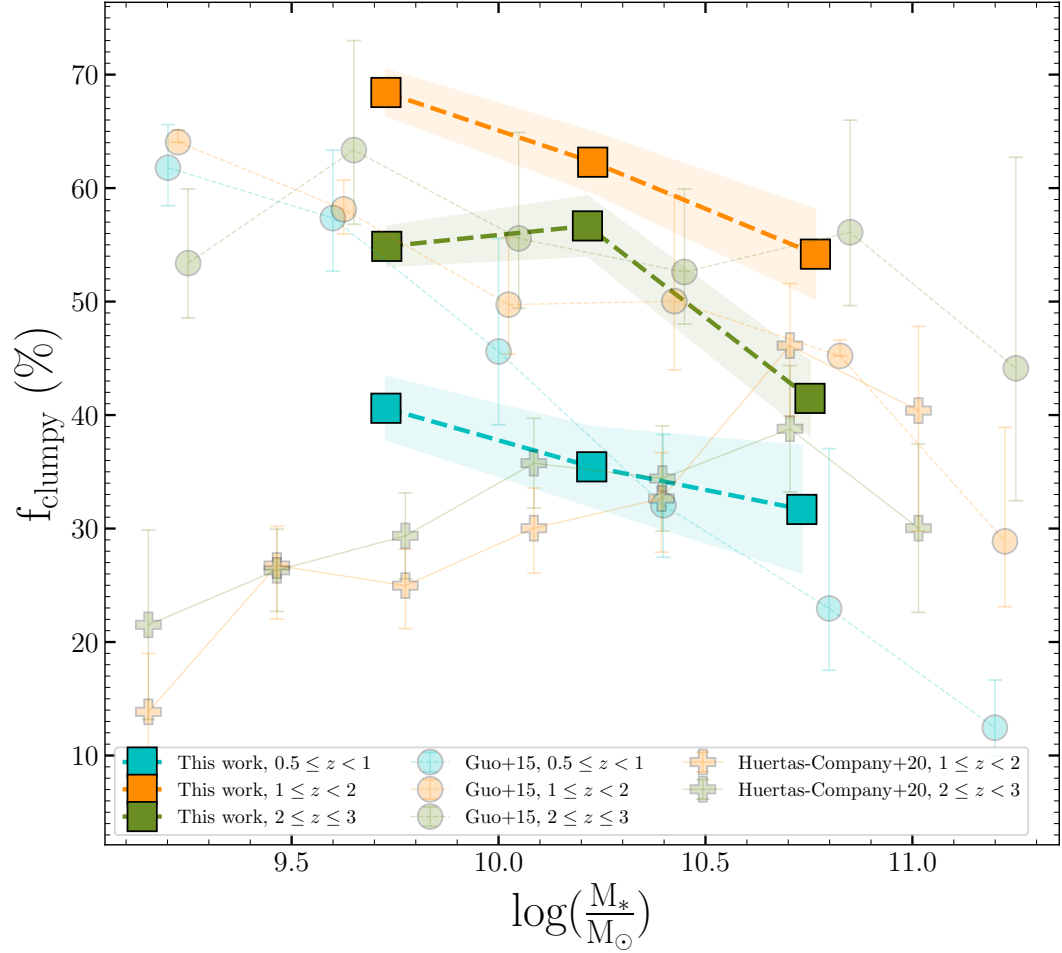 f_clumpy (%)
70
60
50
40
30
20
10
This work, 0.5 ≤ z < 1
This work, 1 ≤ z < 2
This work, 2 ≤ z ≤ 3
Guo+15, 0.5 ≤ z < 1
Guo+15, 1 ≤ z < 2
Guo+15, 2 ≤ z ≤ 3
Huertas-Company+20, 1 ≤ z < 2
Huertas-Company+20, 2 ≤ z < 3
9.5 10.0 10.5 11.0
log(M_*/M_⊙)